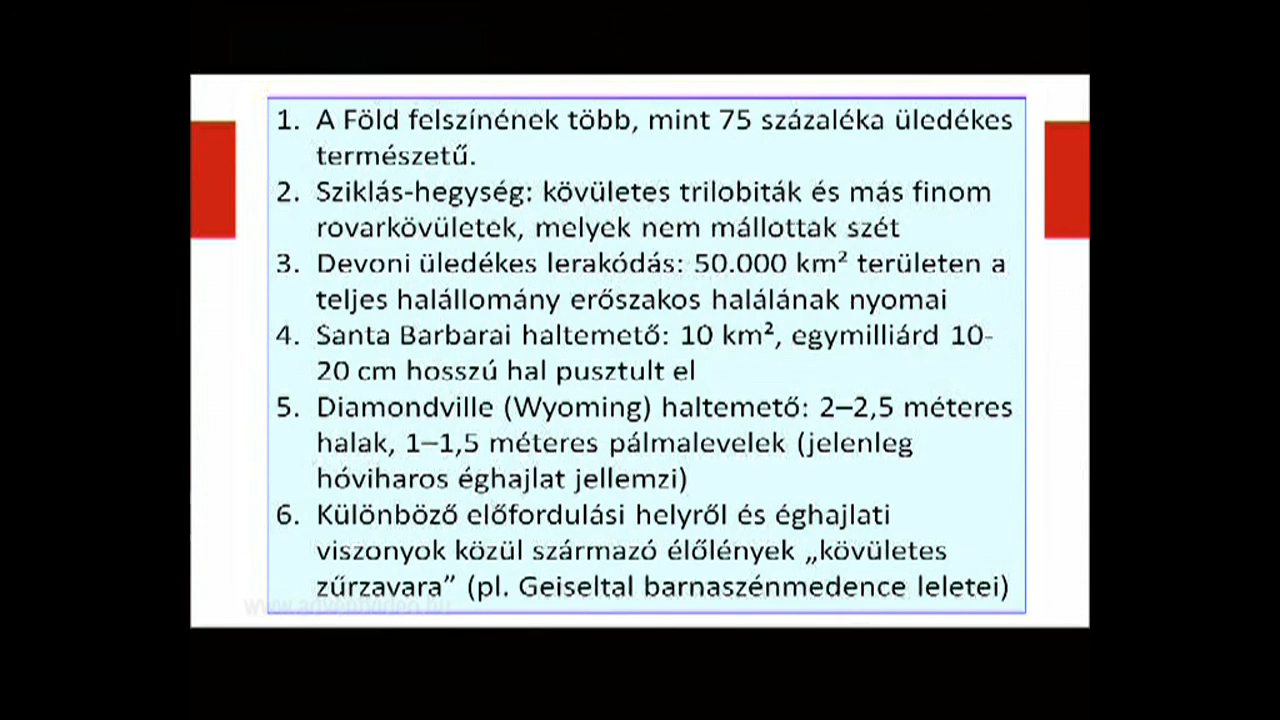 1. A Föld felszínének több, mint 75 százaléka üledékes
természetű.
2. Sziklás-hegység: kövületes trilobiták és más finom
rovarkövületek, melyek nem mállottak szét
3. Devoni üledékes lerakódás: 50.000 km² területen a
teljes halállomány erőszakos halálának nyomai
4. Santa Barbarai haltemető: 10 km², egymilliárd 10-
20 cm hosszú hal pusztult el
5. Diamondville (Wyoming) haltemető: 2–2,5 méteres
halak, 1–1,5 méteres pálmalevelek (jelenleg
hóviharos éghajlat jellemzi)
6. Különböző előfordulási helyről és éghajlati
viszonyok közül származó élőlények „kövületes
zűrzavara” (pl. Geiseltal barnaszénmedence leletei)